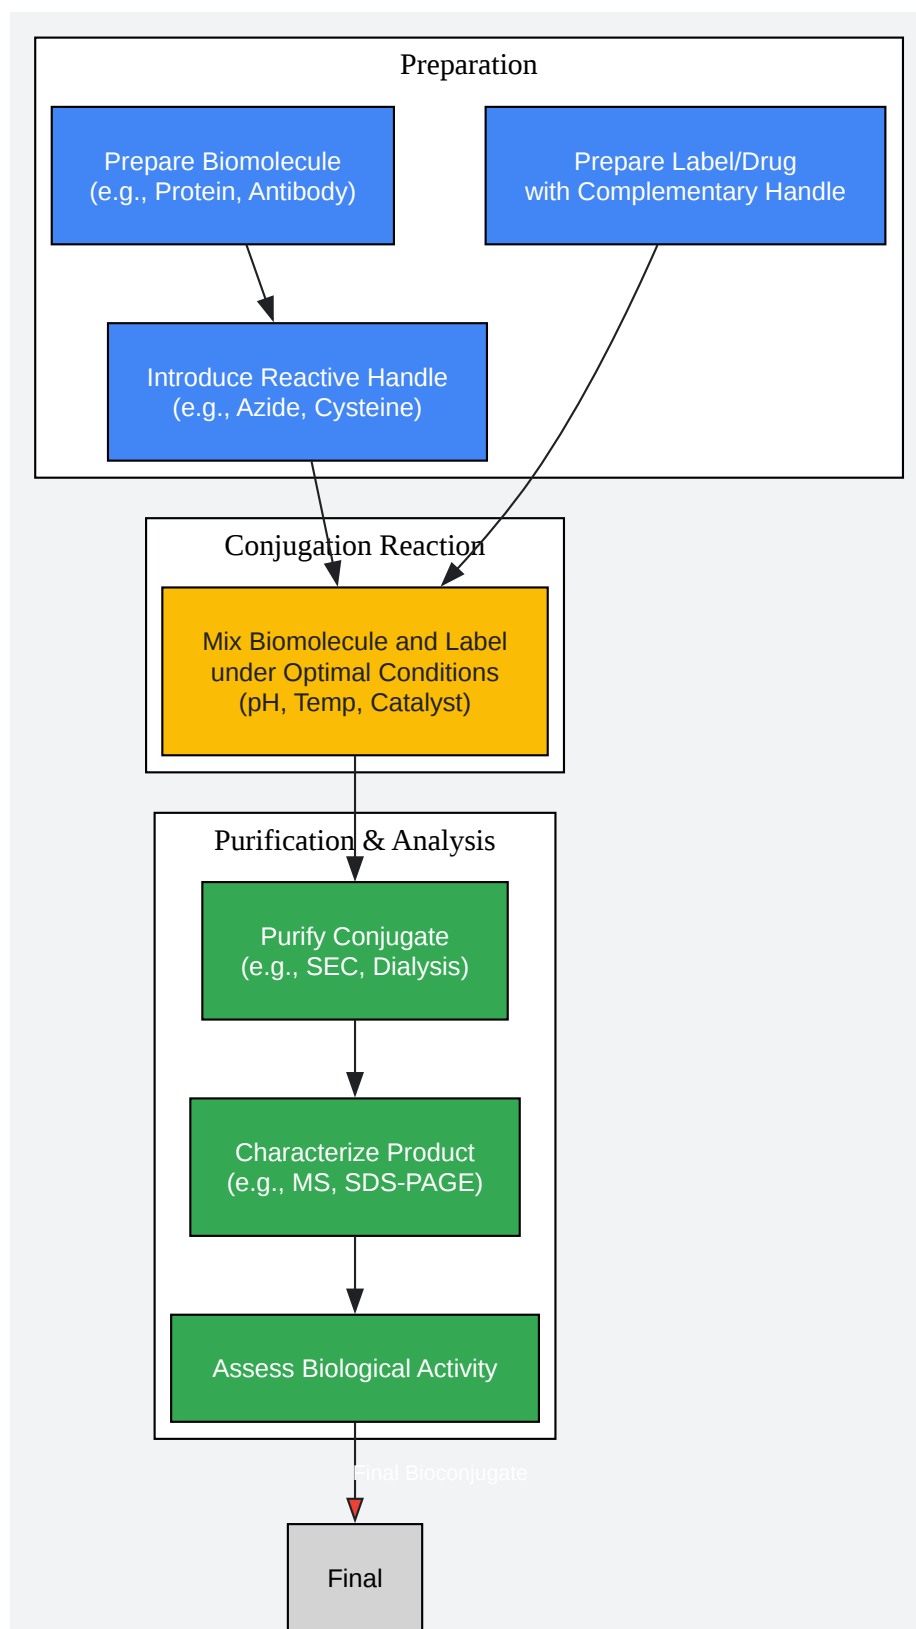 Preparation
Prepare Biomolecule
(e.g., Protein, Antibody)
Prepare Label/Drug
with Complementary Handle
Introduce Reactive Handle
(e.g., Azide, Cysteine)
Conjugation Reaction
Mix Biomolecule and Label
under Optimal Conditions
(pH, Temp, Catalyst)
Purification & Analysis
Purify Conjugate
(e.g., SEC, Dialysis)
Characterize Product
(e.g., MS, SDS-PAGE)
Assess Biological Activity
Final Bioconjugate
Final